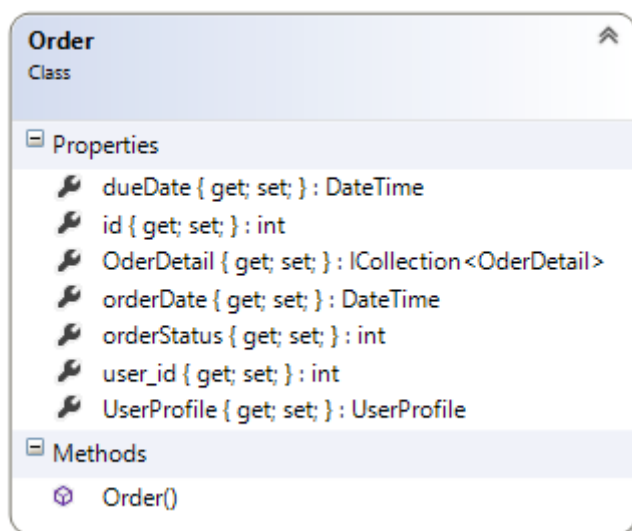 Order
Class
Properties
dueDate { get; set; } : DateTime
id { get; set; } : int
OderDetail { get; set; } : ICollection<OderDetail>
orderDate { get; set; } : DateTime
orderStatus { get; set; } : int
user_id { get; set; } : int
UserProfile { get; set; } : UserProfile
Methods
Order()